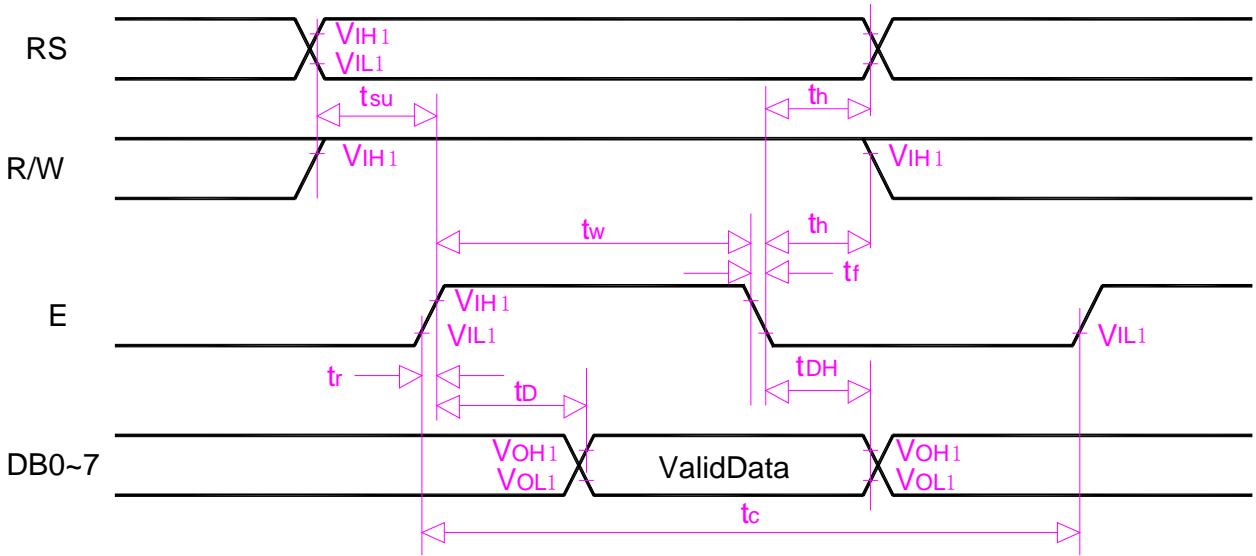 RS
VIH1
VIL1
tsu
th
R/W
VIH1
VIH1
tw
th
tf
E
VIH1
VIL1
VIL1
tr
tD
tDH
DB0~7
VOH1
VOL1
ValidData
VOH1
VOL1
tc